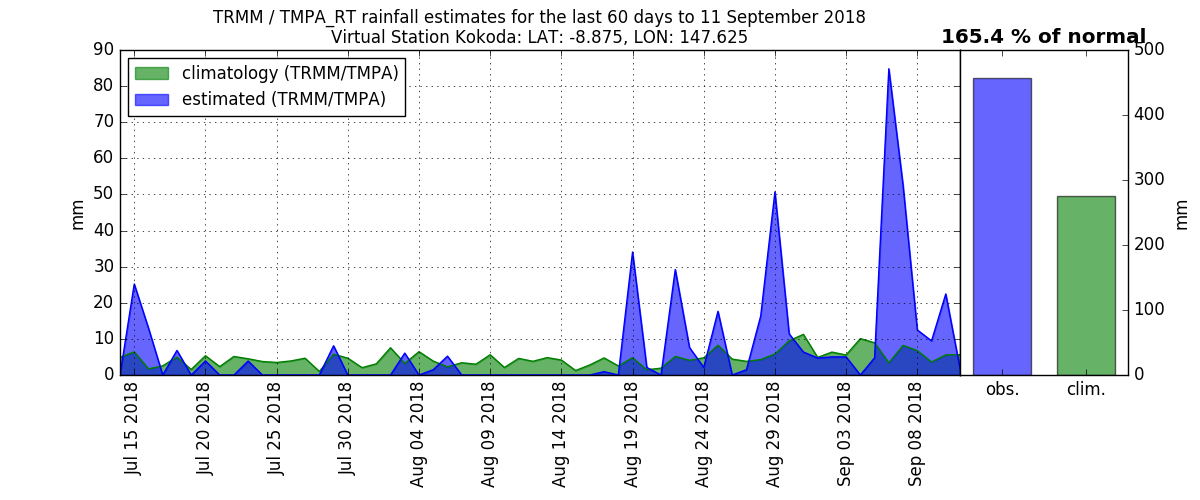 TRMM / TMPA_RT rainfall estimates for the last 60 days to 11 September 2018
Virtual Station Kokoda: LAT: -8.875, LON: 147.625
165.4 % of normal
climatology (TRMM/TMPA)
estimated (TRMM/TMPA)
mm
90
80
70
60
50
40
30
20
10
0
Jul 15 2018
Jul 20 2018
Jul 25 2018
Jul 30 2018
Aug 04 2018
Aug 09 2018
Aug 14 2018
Aug 19 2018
Aug 24 2018
Aug 29 2018
Sep 03 2018
Sep 08 2018
obs.
clim.
500
400
300
200
100
0
mm